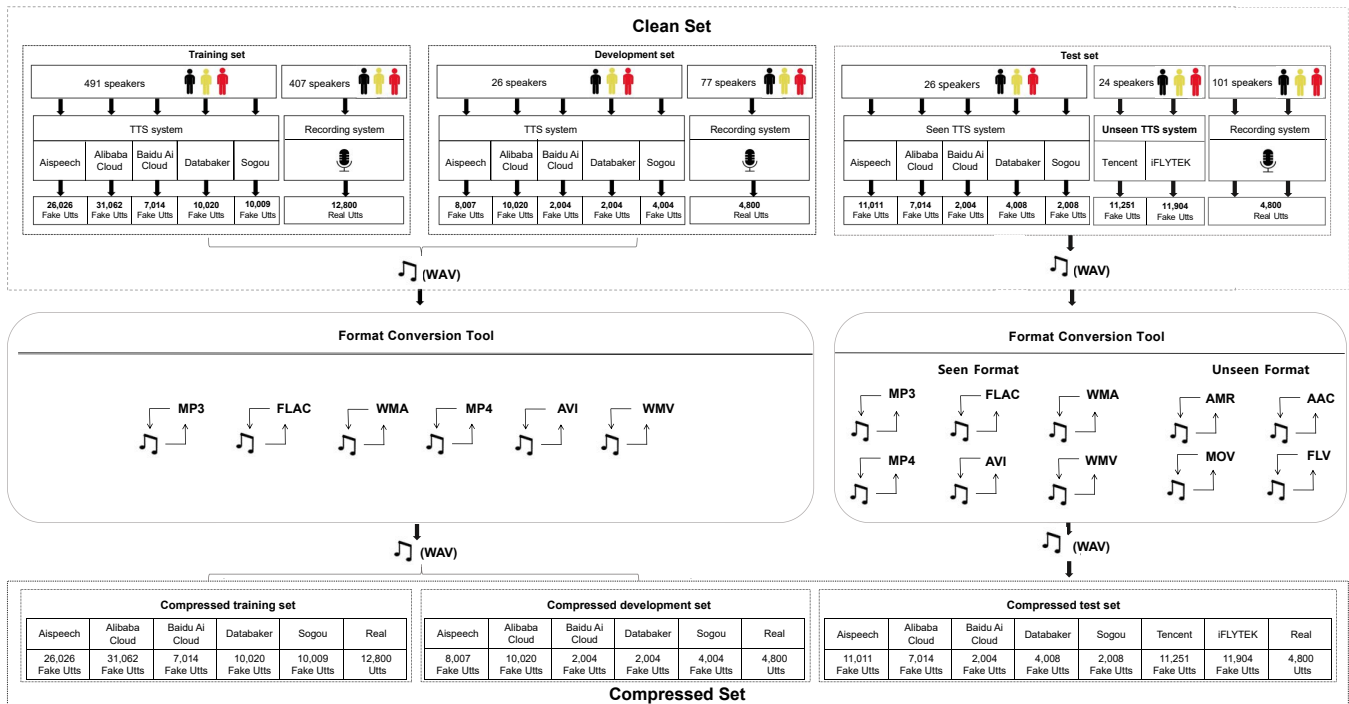 Clean Set
Training set
491 speakers
407 speakers
TTS system
Recording system
Aispeech
Alibaba
Cloud
Baidu Ai
Cloud
Databaker
Sogou
26,026
Fake Utts
31,062
Fake Utts
7,014
Fake Utts
10,020
Fake Utts
10,009
Fake Utts
12,800
Real Utts
Development set
26 speakers
77 speakers
TTS system
Recording system
Aispeech
Alibaba
Cloud
Baidu Ai
Cloud
Databaker
Sogou
8,007
Fake Utts
10,020
Fake Utts
2,004
Fake Utts
2,004
Fake Utts
4,004
Fake Utts
4,800
Real Utts
Test set
26 speakers
24 speakers
101 speakers
Seen TTS system
Unseen TTS system
Recording system
Aispeech
Alibaba
Cloud
Baidu Ai
Cloud
Databaker
Sogou
Tencent
iFLYTEK
11,011
Fake Utts
7,014
Fake Utts
2,004
Fake Utts
4,008
Fake Utts
2,008
Fake Utts
11,251
Fake Utts
11,904
Fake Utts
4,800
Real Utts
(WAV)
(WAV)
Format Conversion Tool
MP3
FLAC
WMA
MP4
AVI
WMV
Format Conversion Tool
Seen Format
Unseen Format
MP3
FLAC
WMA
AMR
AAC
MP4
AVI
WMV
MOV
FLV
(WAV)
(WAV)
Compressed training set
Aispeech
Alibaba
Cloud
Baidu Ai
Cloud
Databaker
Sogou
Real
26,026
Fake Utts
31,062
Fake Utts
7,014
Fake Utts
10,020
Fake Utts
10,009
Fake Utts
12,800
Utts
Compressed development set
Aispeech
Alibaba
Cloud
Baidu Ai
Cloud
Databaker
Sogou
Real
8,007
Fake Utts
10,020
Fake Utts
2,004
Fake Utts
2,004
Fake Utts
4,004
Fake Utts
4,800
Utts
Compressed test set
Aispeech
Alibaba
Cloud
Baidu Ai
Cloud
Databaker
Sogou
Tencent
iFLYTEK
Real
11,011
Fake Utts
7,014
Fake Utts
2,004
Fake Utts
4,008
Fake Utts
2,008
Fake Utts
11,251
Fake Utts
11,904
Fake Utts
4,800
Utts
Compressed Set